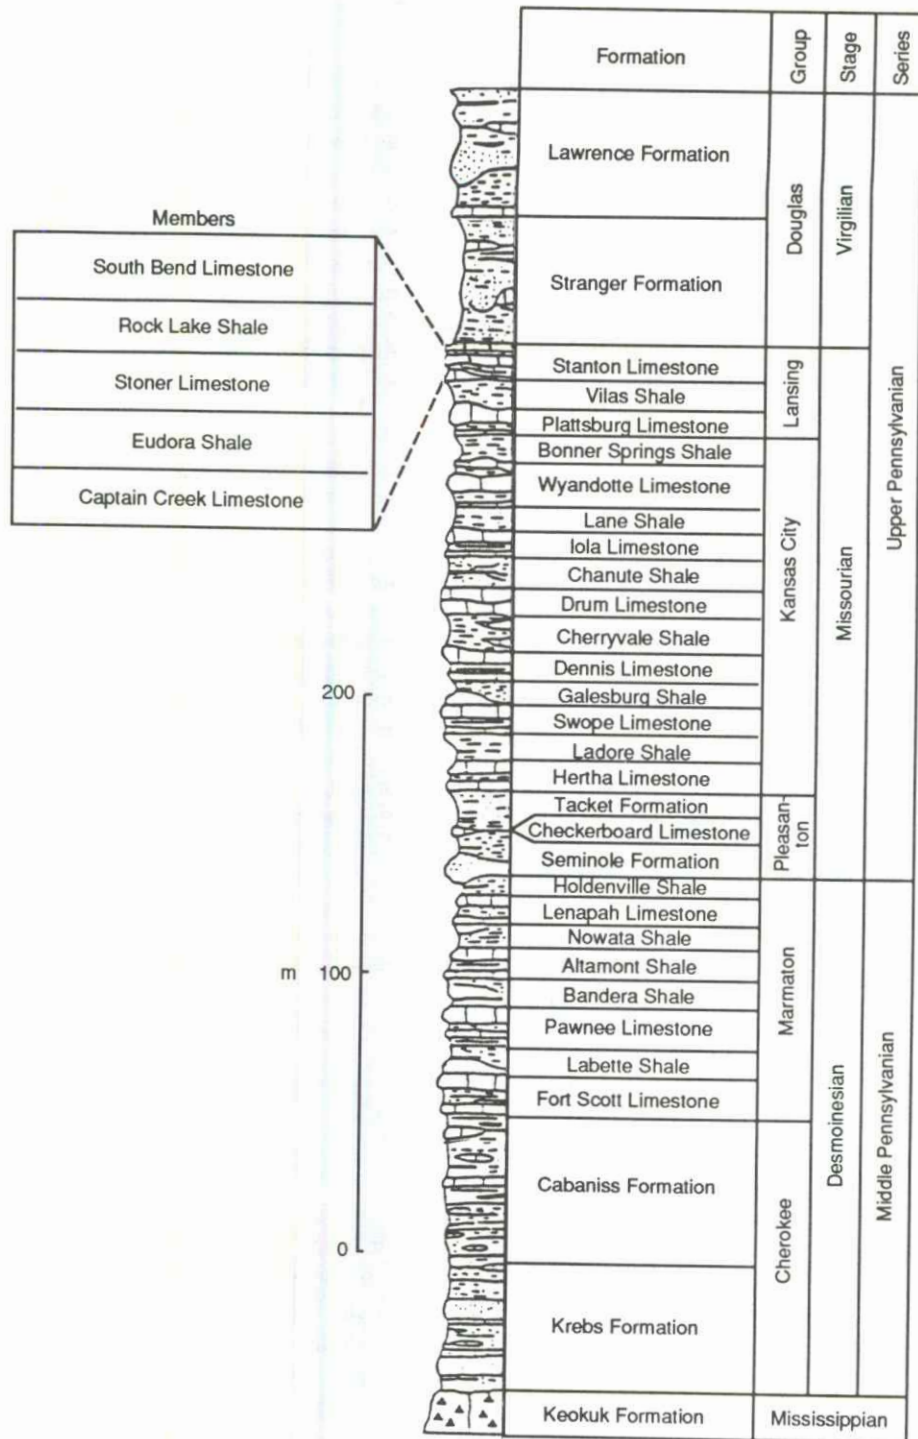 Formation
Group
Stage
Series
Members
South Bend Limestone
Rock Lake Shale
Stoner Limestone
Eudora Shale
Captain Creek Limestone
Lawrence Formation
Stranger Formation
Stanton Limestone
Vilas Shale
Plattsburg Limestone
Bonner Springs Shale
Wyandotte Limestone
Lane Shale
Iola Limestone
Chanute Shale
Drum Limestone
Cherryvale Shale
Dennis Limestone
Galesburg Shale
Swope Limestone
Ladore Shale
Hertha Limestone
Tacket Formation
Checkerboard Limestone
Seminole Formation
Holdenville Shale
Lenapah Limestone
Nowata Shale
Altamont Shale
Bandera Shale
Pawnee Limestone
Labette Shale
Fort Scott Limestone
Cabaniss Formation
Krebs Formation
Keokuk Formation
Douglas
Lansing
Kansas City
Pleasan-
ton
Marmaton
Cherokee
Virgilian
Missourian
Desmoinesian
Upper Pennsylvanian
Middle Pennsylvanian
Mississippian
200
m 100
0